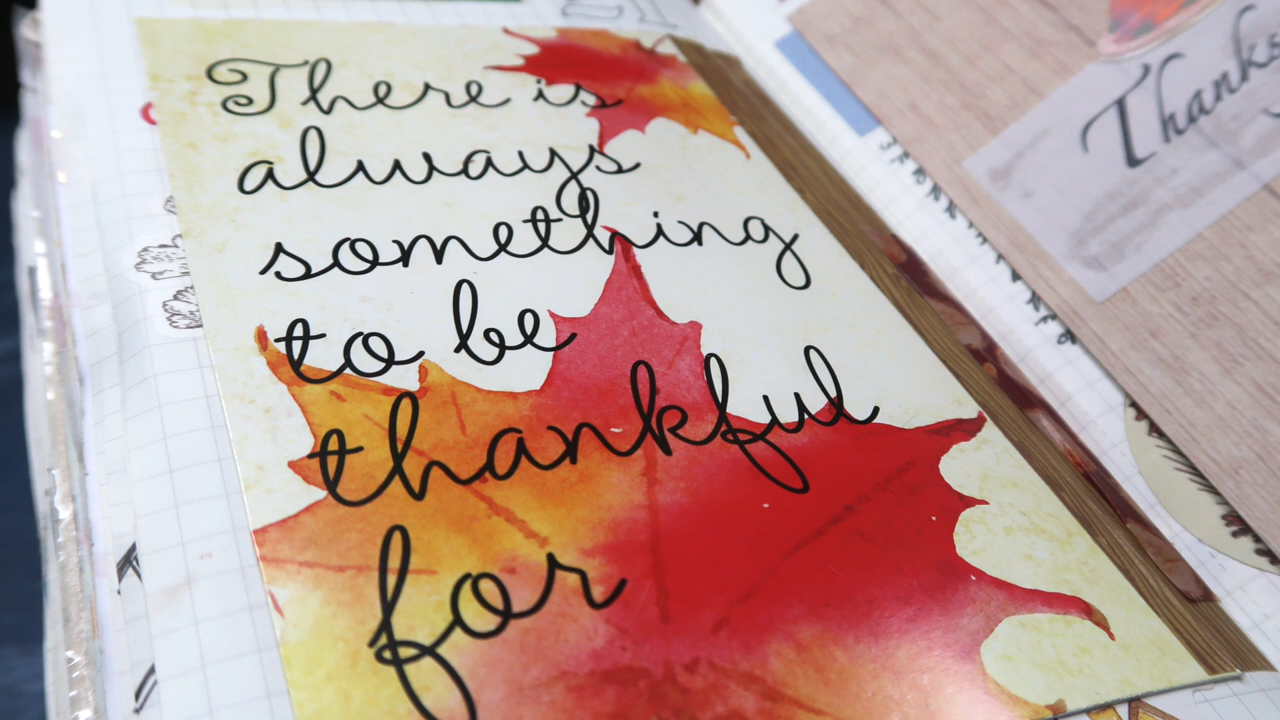 There is
always
something
to be
thankful
for
Thanks